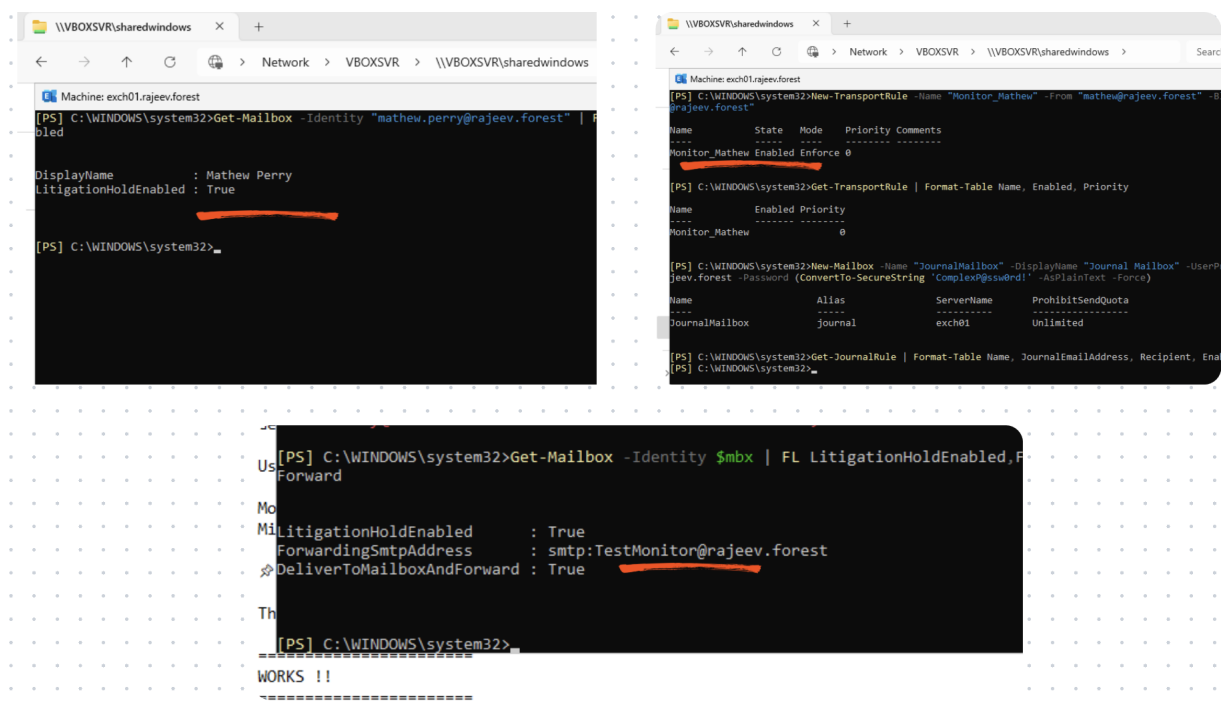 \\VBOXSVR\sharedwindows
Network > VBOXSVR > \\VBOXSVR\sharedwindows
Machine: exch01.rajeev.forest
[PS] C:\WINDOWS\system32>Get-Mailbox -Identity "mathew.perry@rajeev.forest" | F
bled
DisplayName : Mathew Perry
LitigationHoldEnabled : True
[PS] C:\WINDOWS\system32>
\\VBOXSVR\sharedwindows
Network > VBOXSVR > \\VBOXSVR\sharedwindows > Searc
Machine: exch01.rajeev.forest
[PS] C:\WINDOWS\system32>New-TransportRule -Name "Monitor_Mathew" -From "mathew@rajeev.forest" -B
@rajeev.forest"
Name State Mode Priority Comments
---- ----- ---- -------- --------
Monitor_Mathew Enabled Enforce 0
[PS] C:\WINDOWS\system32>Get-TransportRule | Format-Table Name, Enabled, Priority
Name Enabled Priority
---- ------- --------
Monitor_Mathew 0
[PS] C:\WINDOWS\system32>New-Mailbox -Name "JournalMailbox" -DisplayName "Journal Mailbox" -UserP
jeev.forest -Password (ConvertTo-SecureString 'ComplexP@ssw0rd!' -AsPlainText -Force)
Name Alias ServerName ProhibitSendQuota
---- ----- ---------- -----------------
JournalMailbox journal exch01 Unlimited
[PS] C:\WINDOWS\system32>Get-JournalRule | Format-Table Name, JournalEmailAddress, Recipient, Enab
[PS] C:\WINDOWS\system32>
Us
[PS] C:\WINDOWS\system32>Get-Mailbox -Identity $mbx | FL LitigationHoldEnabled,F
Forward
Mo
Mi
LitigationHoldEnabled : True
ForwardingSmtpAddress : smtp:TestMonitor@rajeev.forest
DeliverToMailboxAndForward : True
Th
[PS] C:\WINDOWS\system32>
=======================
WORKS !!
=======================